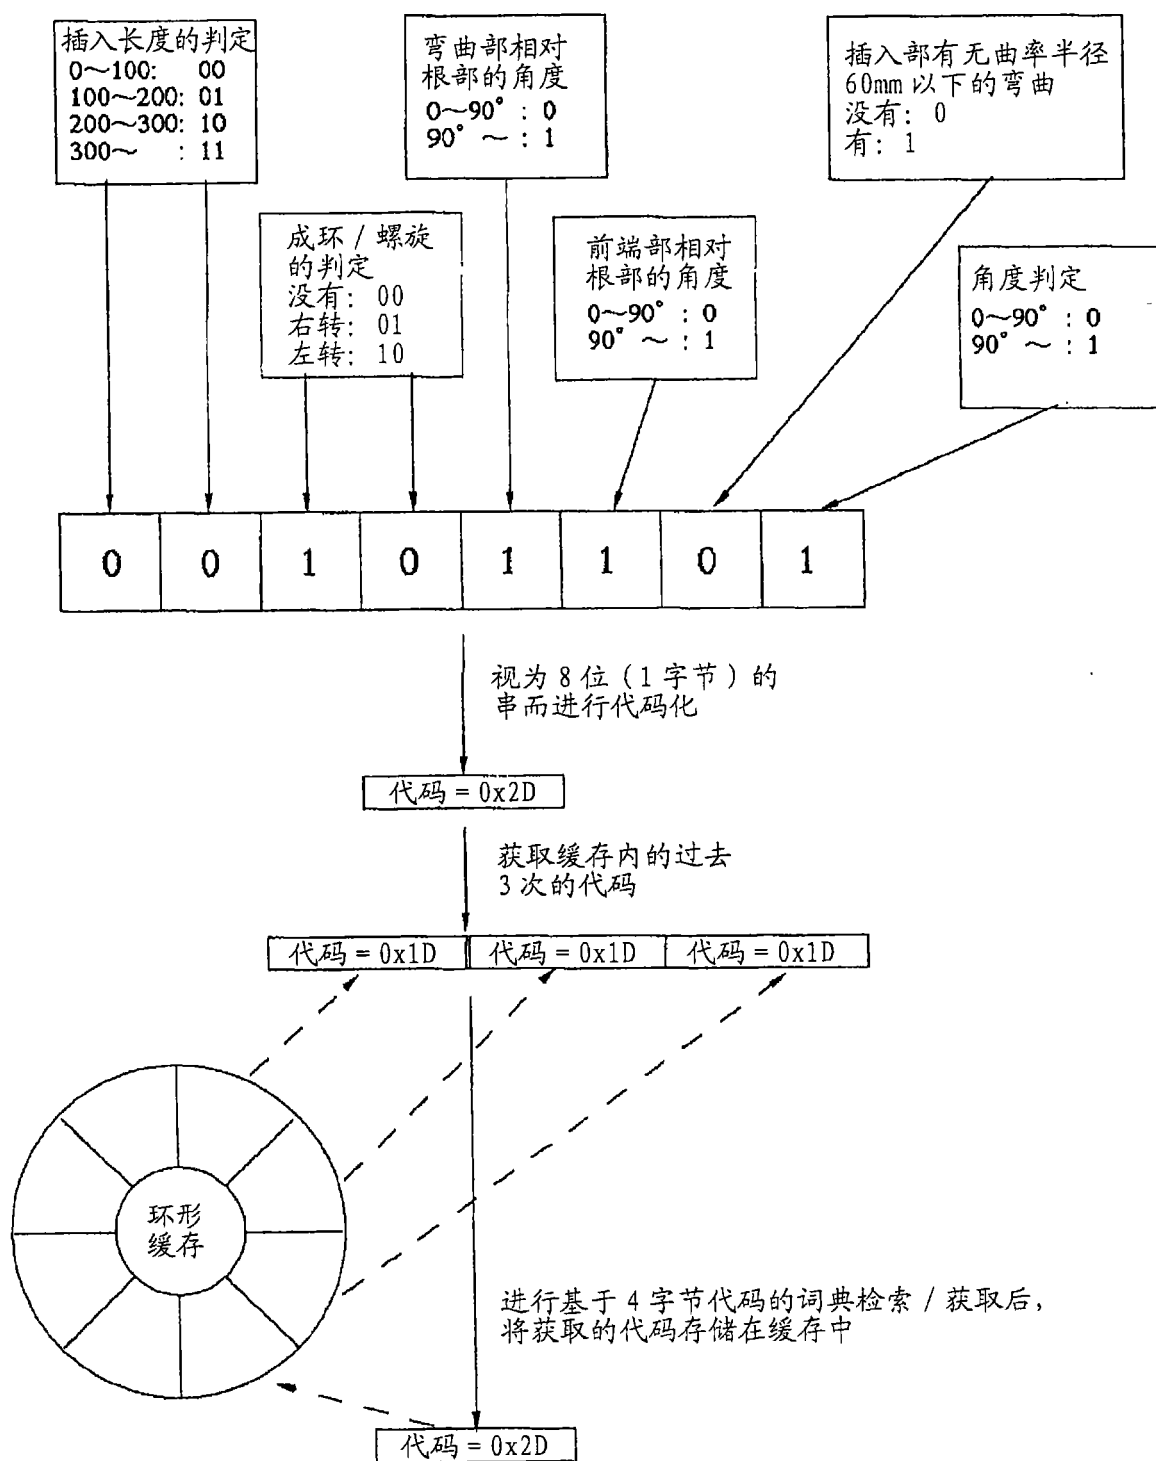 插入长度的判定
0～100: 00
100～200: 01
200～300: 10
300～ : 11
弯曲部相对
根部的角度
0～90° : 0
90° ～ : 1
插入部有无曲率半径
60mm 以下的弯曲
没有: 0
有: 1
成环 / 螺旋
的判定
没有: 00
右转: 01
左转: 10
前端部相对
根部的角度
0～90° : 0
90° ～ : 1
角度判定
0～90° : 0
90° ～ : 1
0 0 1 0 1 1 0 1
视为 8 位（1 字节）的
串而进行代码化
代码 = 0x2D
获取缓存内的过去
3 次的代码
代码 = 0x1D 代码 = 0x1D 代码 = 0x1D
环形
缓存
进行基于 4 字节代码的词典检索 / 获取后，
将获取的代码存储在缓存中
代码 = 0x2D